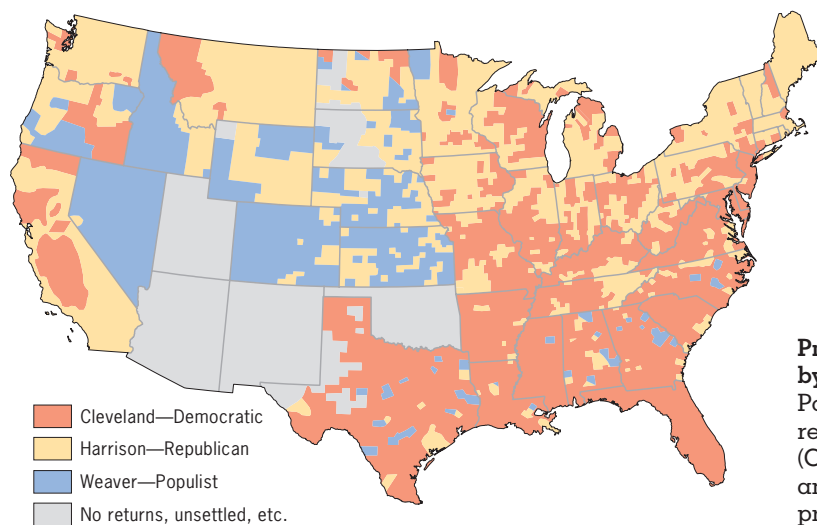 Cleveland—Democratic
Harrison—Republican
Weaver—Populist
No returns, unsettled, etc.